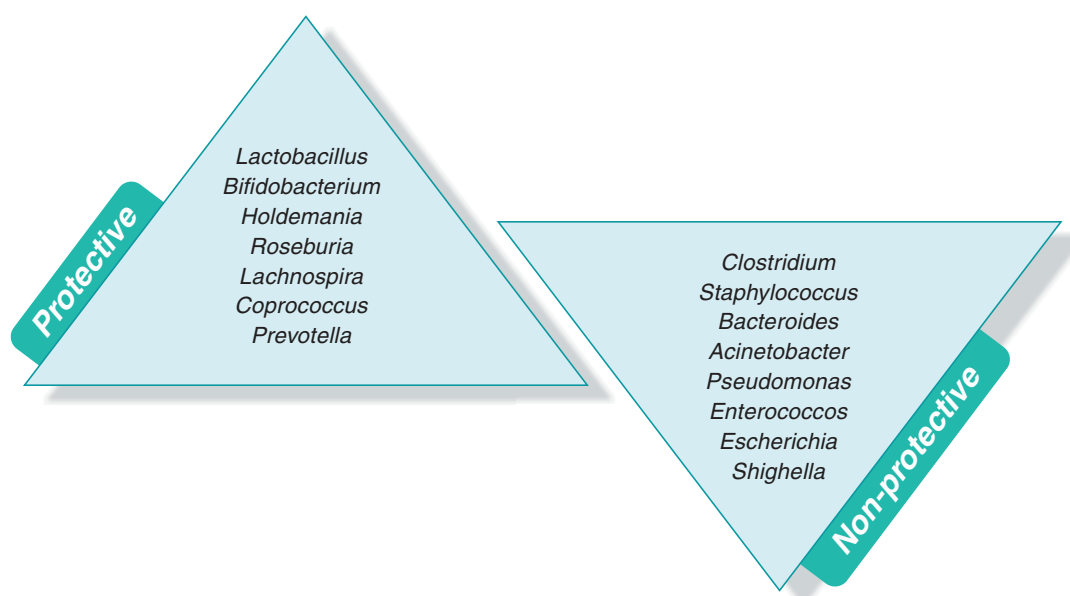 Protective
Lactobacillus
Bifidobacterium
Holdemania
Roseburia
Lachnospira
Coprococcus
Prevotella
Clostridium
Staphylococcus
Bacteroides
Acinetobacter
Pseudomonas
Enterococcos
Escherichia
Shighella
Non-protective